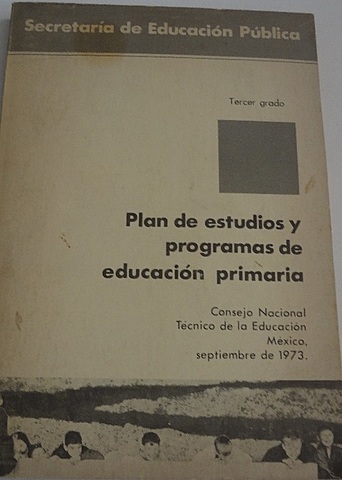 Secretaría de Educación Pública
Tercer grado
Plan de estudios y
programas de
educación primaria
Consejo Nacional
Técnico de la Educación
México,
septiembre de 1973.